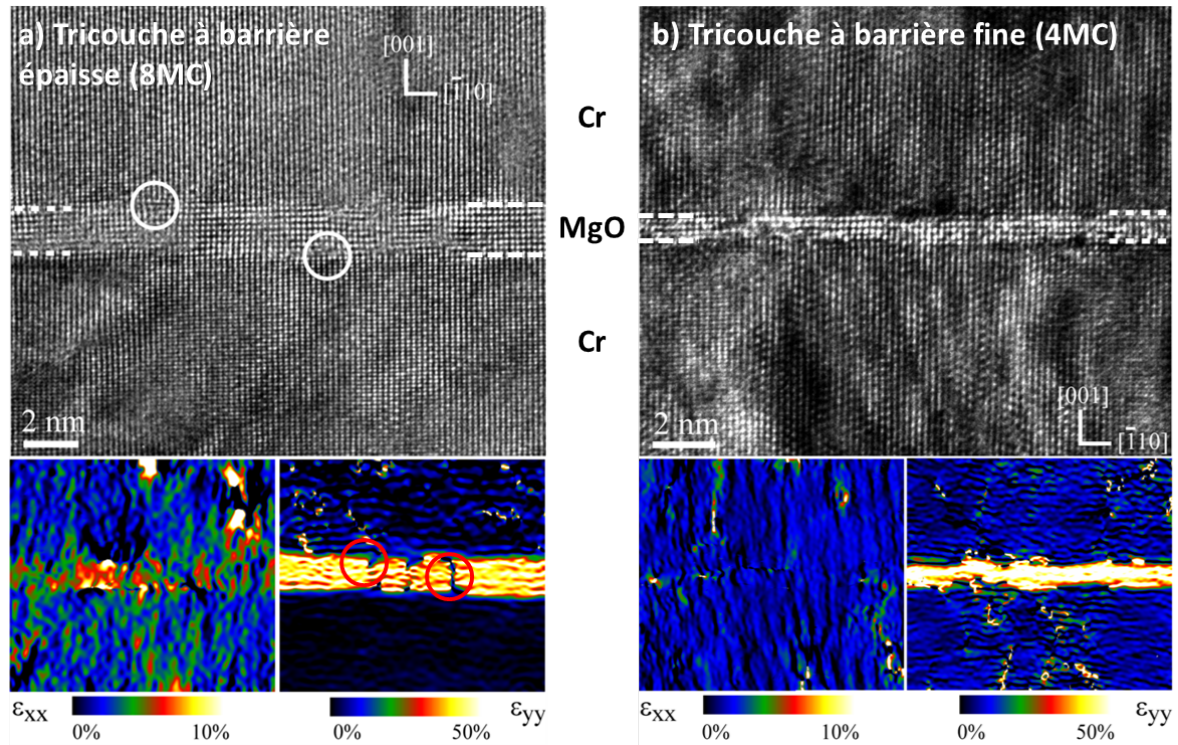 a) Tricouche à barrière
épaisse (8MC)
[001]
[1̄10]
2 nm
Cr
MgO
Cr
b) Tricouche à barrière fine (4MC)
[001]
[1̄10]
2 nm
εxx
0%
10%
0%
50%
εyy
εxx
0%
10%
0%
50%
εyy